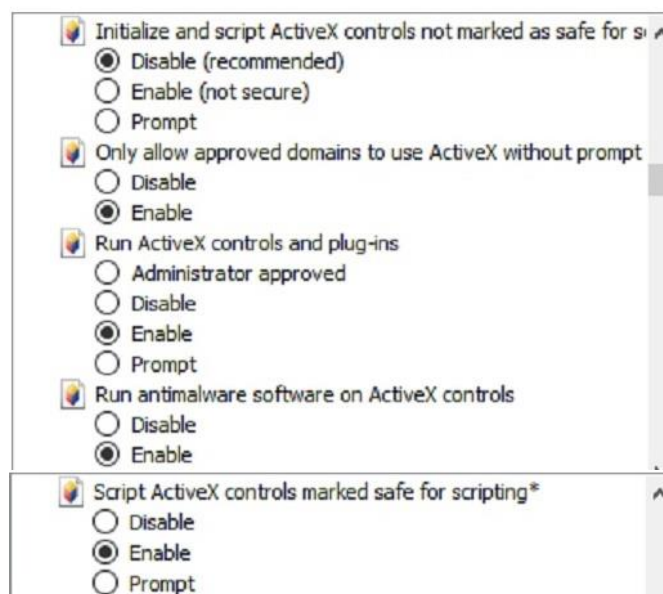 Initialize and script ActiveX controls not marked as safe for s
Disable (recommended)
Enable (not secure)
Prompt
Only allow approved domains to use ActiveX without prompt
Disable
Enable
Run ActiveX controls and plug-ins
Administrator approved
Disable
Enable
Prompt
Run antimalware software on ActiveX controls
Disable
Enable
Script ActiveX controls marked safe for scripting*
Disable
Enable
Prompt